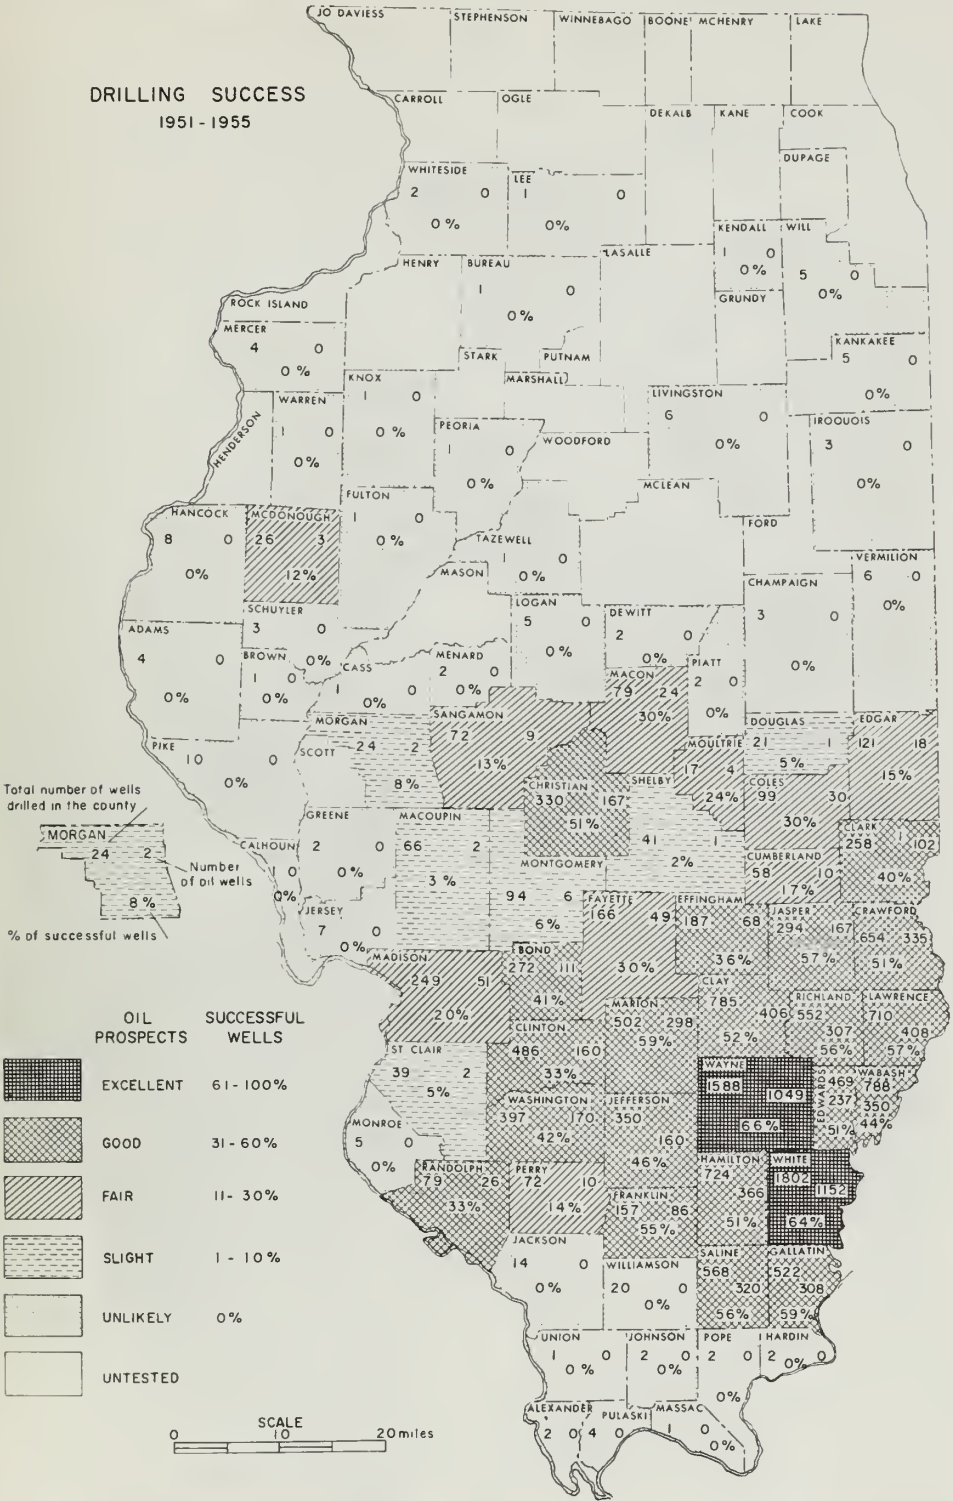 DRILLING SUCCESS
1951-1955
JO DAVIESS
STEPHENSON
WINNEBAGO
BOONE
MCHENRY
LAKE
CARROLL
OGLE
DEKALB
KANE
COOK
DUPAGE
WHITESIDE
2 0
0%
LEE
1 0
0%
KENDALL
1 0
0%
WILL
5 0
0%
HENRY
BUREAU
1 0
0%
LASALLE
GRUNDY
ROCK ISLAND
MERCER
4 0
0%
STARK
PUTNAM
MARSHALL
KANKAKEE
5 0
0%
KNOX
1 0
0%
WARREN
1 0
0%
HENDERSON
PEORIA
1 0
0%
WOODFORD
LIVINGSTON
6 0
0%
IROQUOIS
3 0
0%
FULTON
1 0
0%
MCLEAN
HANCOCK
8 0
0%
MCDONOUGH
26 3
12%
TAZEWELL
1 0
0%
FORD
VERMILION
6 0
0%
MASON
CHAMPAIGN
3 0
0%
SCHUYLER
3 0
0%
LOGAN
5 0
0%
DEWITT
2 0
0%
ADAMS
4 0
0%
BROWN
1 0
0%
CASS
1 0
0%
MENARD
2 0
0%
MACON
79 24
30%
PIATT
2 0
0%
PIKE
10 0
0%
SCOTT
MORGAN
24 2
8%
SANGAMON
72 9
13%
CHRISTIAN
330 167
51%
SHELBY
41 1
2%
MOULTRIE
17 4
24%
DOUGLAS
21 1
5%
EDGAR
121 18
15%
COLES
99 30
30%
Total number of wells
drilled in the county
MORGAN
24 2
8%
Number
of oil wells
% of successful wells
CALHOUN
1 0
0%
GREENE
2 0
0%
MACOUPIN
66 2
3%
MONTGOMERY
94 6
6%
CUMBERLAND
58 10
17%
CLARK
258 102
40%
JERSEY
7 0
0%
FAYETTE
166 49
30%
EFFINGHAM
187 68
36%
JASPER
294 167
57%
CRAWFORD
654 335
51%
MADISON
249 51
20%
BOND
272 111
41%
CLAY
785 406
52%
RICHLAND
552 307
56%
LAWRENCE
710 408
57%
CLINTON
486 160
33%
MARION
502 298
59%
ST CLAIR
39 2
5%
WAYNE
1588 1049
66%
EDWARDS
469
237
51%
WABASH
788
350
44%
MONROE
5 0
0%
WASHINGTON
397 170
42%
JEFFERSON
350 160
46%
RANDOLPH
79 26
33%
PERRY
72 10
14%
FRANKLIN
157 86
55%
HAMILTON
724 366
51%
WHITE
1802 1152
64%
JACKSON
14 0
0%
WILLIAMSON
20 0
0%
SALINE
568 320
56%
GALLATIN
522 308
59%
UNION
1 0
0%
JOHNSON
2 0
0%
POPE
2 0
0%
HARDIN
2 0
0%
ALEXANDER
2 0
PULASKI
4 0
MASSAC
1 0
0%
OIL PROSPECTS SUCCESSFUL WELLS
EXCELLENT 61-100%
GOOD 31-60%
FAIR 11-30%
SLIGHT 1-10%
UNLIKELY 0%
UNTESTED
SCALE
0 10 20 miles